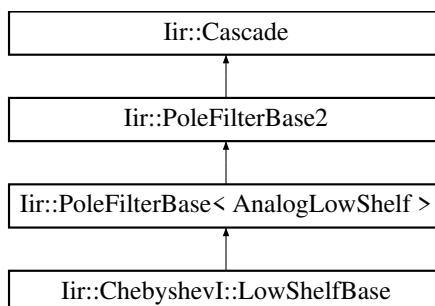 Iir::Cascade
Iir::PoleFilterBase2
Iir::PoleFilterBase< AnalogLowShelf >
Iir::ChebyshevI::LowShelfBase